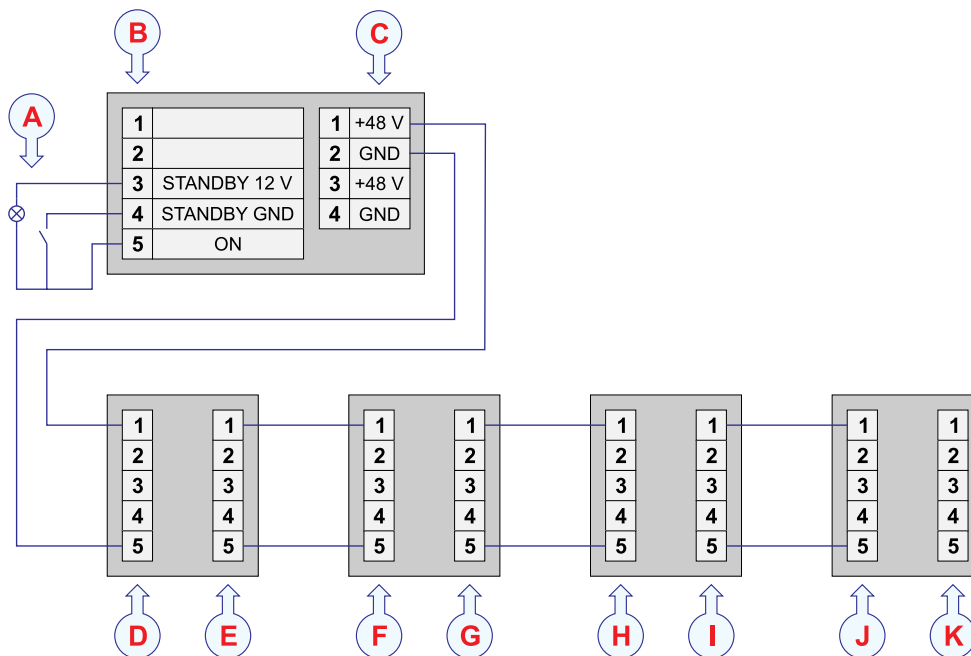 B C
A
1 1 +48 V
2 2 GND
3 STANDBY 12 V 3 +48 V
4 STANDBY GND 4 GND
5 ON
1 1 1 1 1 1 1 1
2 2 2 2 2 2 2 2
3 3 3 3 3 3 3 3
4 4 4 4 4 4 4 4
5 5 5 5 5 5 5 5
D E F G H I J K